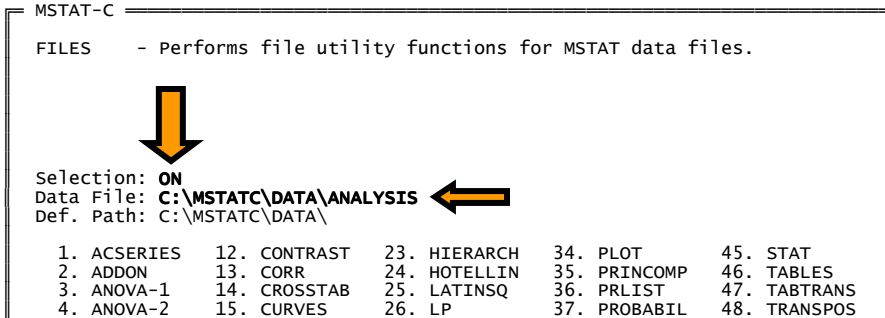 MSTAT-C
FILES - Performs file utility functions for MSTAT data files.
Selection: ON
Data File: C:\MSTATC\DATA\ANALYSIS
Def. Path: C:\MSTATC\DATA\
1. ACSERIES 12. CONTRAST 23. HIERARCH 34. PLOT 45. STAT
2. ADDON 13. CORR 24. HOTELLIN 35. PRINCOMP 46. TABLES
3. ANOVA-1 14. CROSSTAB 25. LATINSQ 36. PRLIST 47. TABTRANS
4. ANOVA-2 15. CURVES 26. LP 37. PROBABIL 48. TRANSPOS